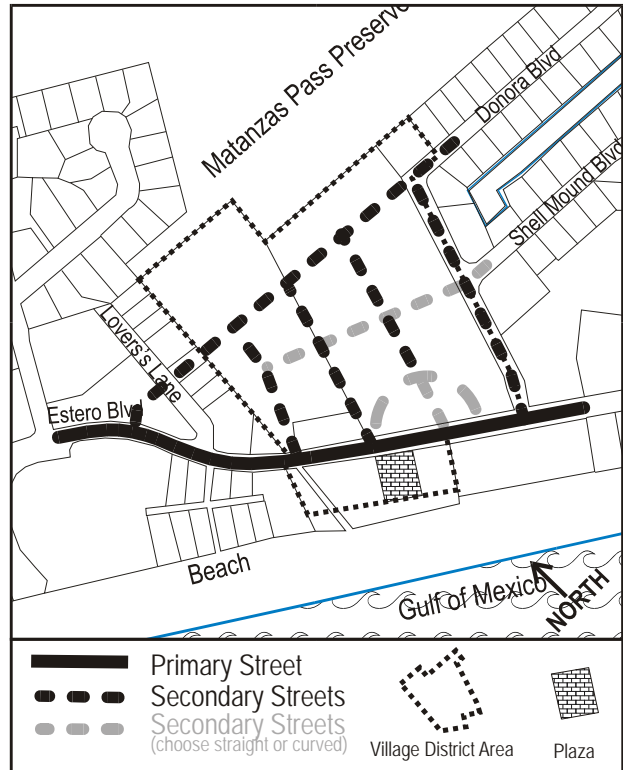 Matanzas Pass Preserve
Donora Blvd
Shell Mound Blvd
Lovers's Lane
Estero Blvd
Beach
Gulf of Mexico
NORTH
Primary Street
Secondary Streets
Secondary Streets
(choose straight or curved)
Village District Area
Plaza